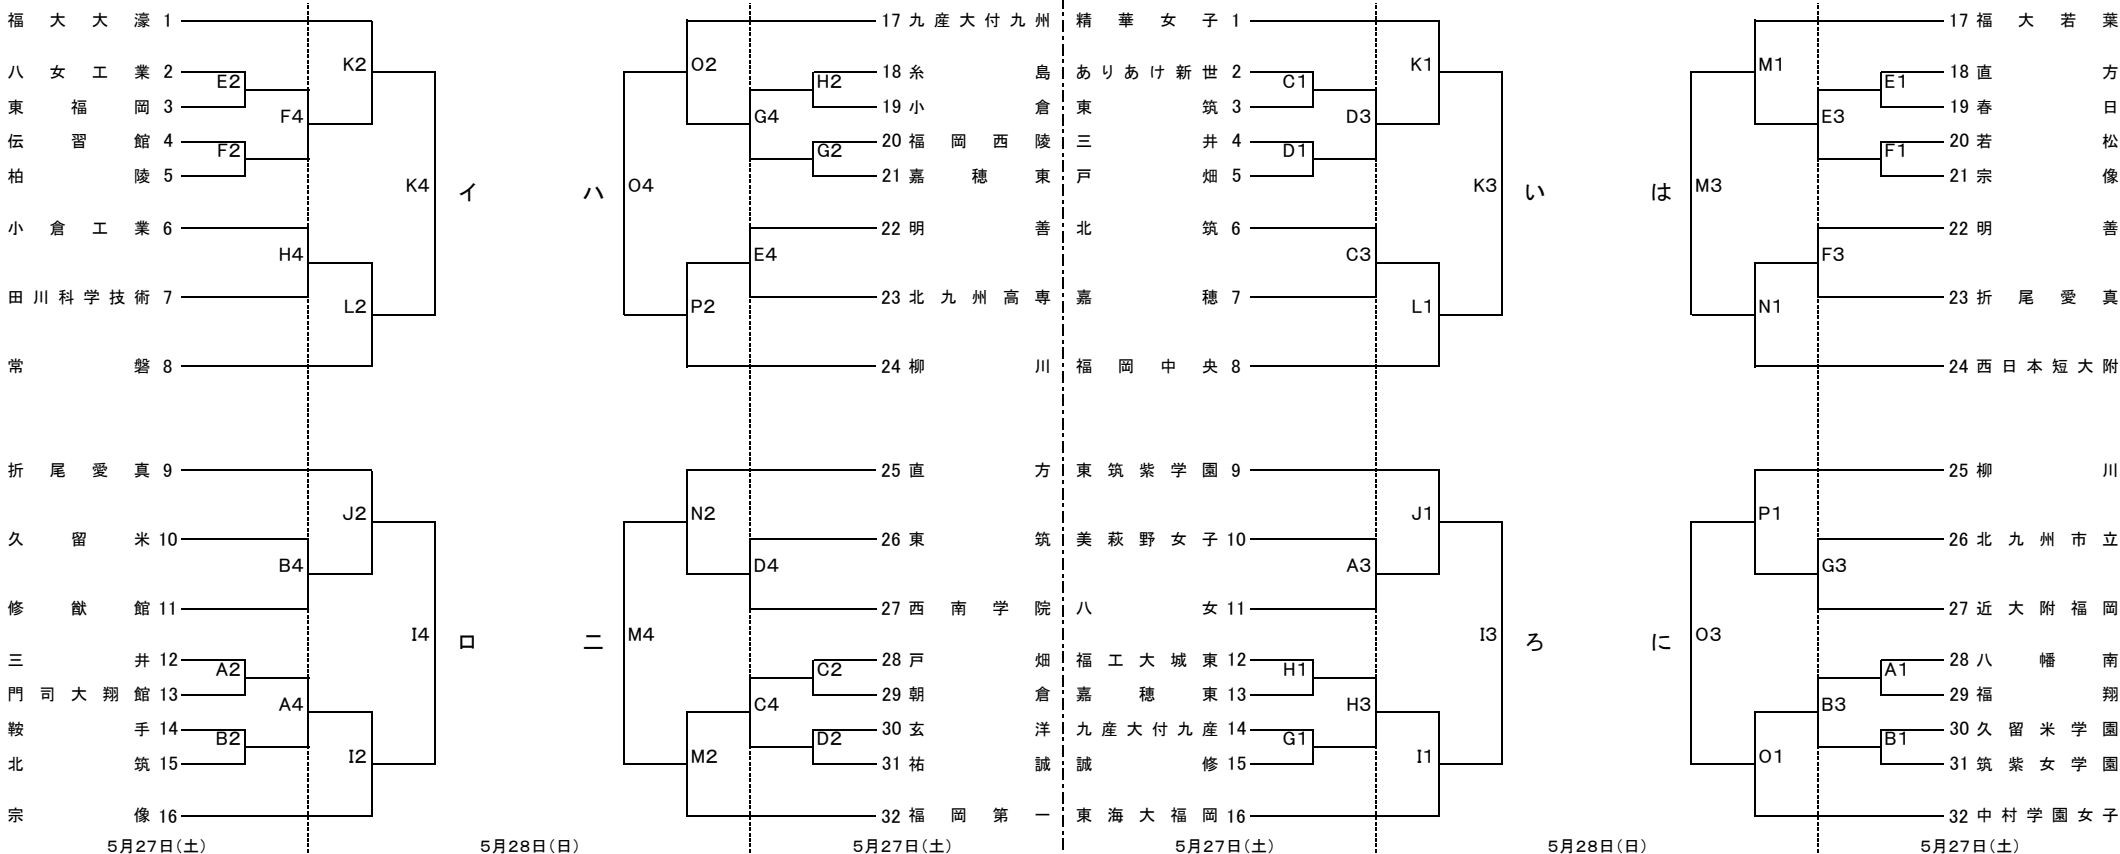 福大大濠 1
K2
八女工業 2
E2
東福岡 3
F4
伝習館 4
F2
柏陵 5
K4
イ
小倉工業 6
H4
田川科学技術 7
L2
常磐 8
折尾愛真 9
J2
久留米 10
B4
修猷館 11
I4
ロ
三井 12
A2
門司大翔館 13
A4
鞍手 14
B2
北筑 15
I2
宗像 16
5月27日(土)
5月28日(日)
17 九産大付九州
O2
18 糸島
H2
19 小倉
G4
20 福岡西陵
G2
21 嘉穂東
ハ
O4
22 明善
E4
23 北九州高専
P2
24 柳川
25 直方
N2
26 東筑
D4
27 西南学院
ニ
M4
28 戸畑
C2
29 朝倉
C4
30 玄洋
D2
31 祐誠
M2
32 福岡第一
5月27日(土)
精華女子 1
K1
ありあけ新世 2
C1
東筑 3
D3
三井 4
D1
戸畑 5
K3
い
北筑 6
C3
嘉穂 7
L1
福岡中央 8
東筑紫学園 9
J1
美萩野女子 10
A3
八女 11
I3
ろ
福工大城東 12
H1
嘉穂東 13
H3
九産大付九産 14
G1
誠修 15
I1
東海大福岡 16
5月27日(土)
5月28日(日)
17 福大若葉
M1
18 直方
E1
19 春日
E3
20 若松
F1
21 宗像
は
M3
22 明善
F3
23 折尾愛真
N1
24 西日本短大附
25 柳川
P1
26 北九州市立
G3
27 近大附福岡
に
O3
28 八幡南
A1
29 福翔
B3
30 久留米学園
B1
31 筑紫女学園
O1
32 中村学園女子
5月27日(土)